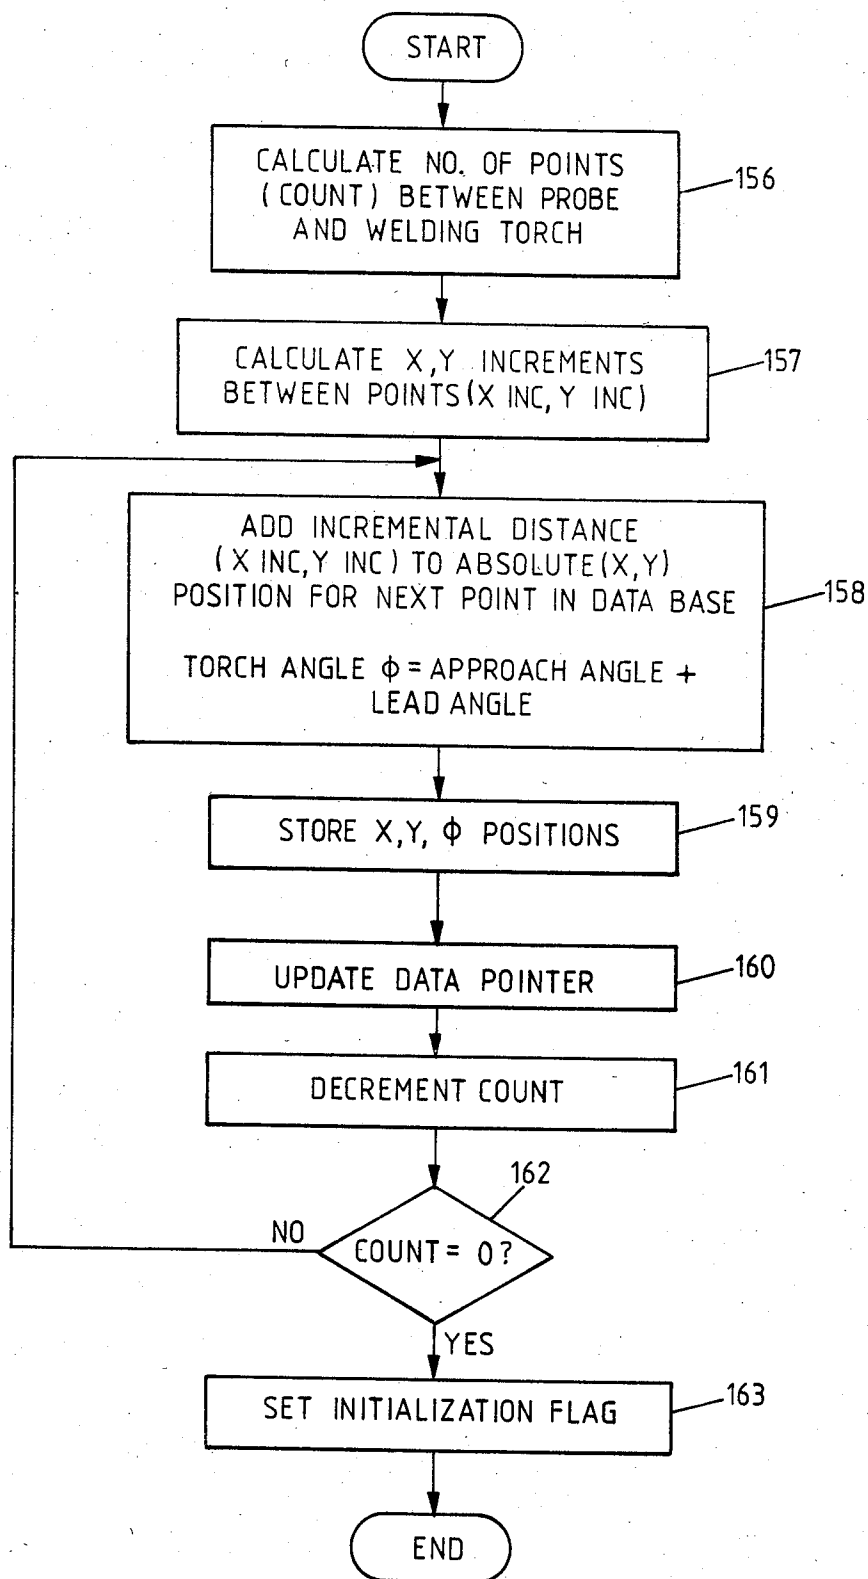 START
CALCULATE NO. OF POINTS
(COUNT) BETWEEN PROBE
AND WELDING TORCH
156
CALCULATE X,Y INCREMENTS
BETWEEN POINTS(X INC, Y INC)
157
ADD INCREMENTAL DISTANCE
(X INC,Y INC) TO ABSOLUTE(X,Y)
POSITION FOR NEXT POINT IN DATA BASE
TORCH ANGLE ϕ = APPROACH ANGLE +
LEAD ANGLE
158
STORE X,Y, ϕ POSITIONS
159
UPDATE DATA POINTER
160
DECREMENT COUNT
161
162
NO
COUNT = 0?
YES
SET INITIALIZATION FLAG
163
END